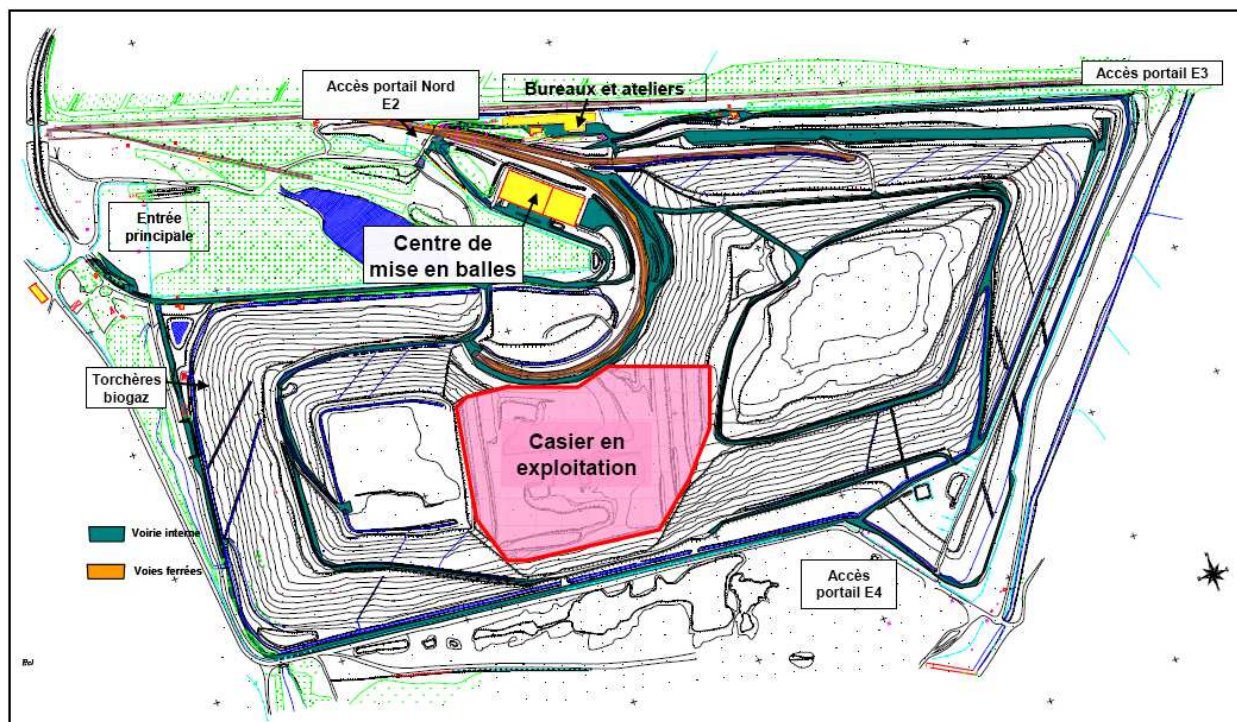 Accès portail Nord
E2
Bureaux et ateliers
Accès portail E3
Entrée
principale
Centre de
mise en balles
Torchères
biogaz
Casier en
exploitation
Voirie interne
Voies ferrées
Accès
portail E4